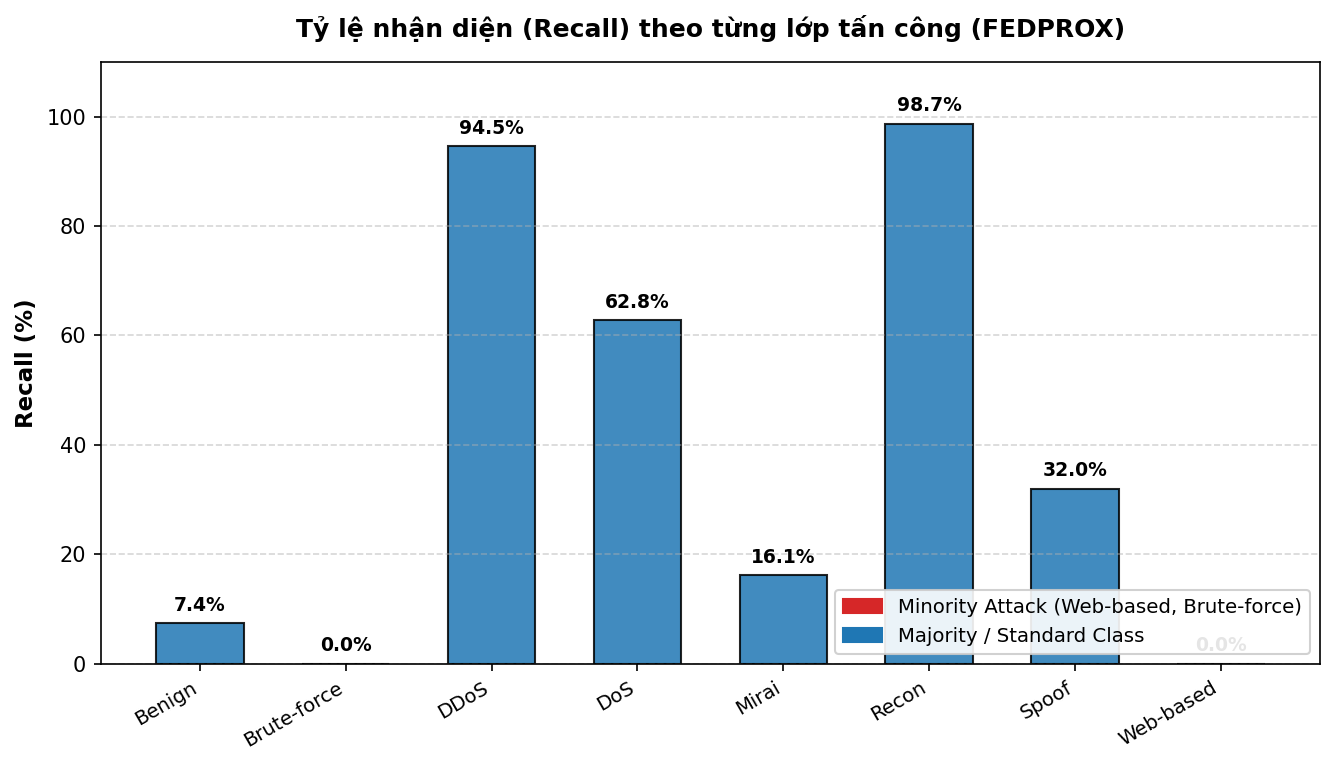 Tỷ lệ nhận diện (Recall) theo từng lớp tấn công (FEDPROX)
Recall (%)
100
80
60
40
20
0
7.4%
0.0%
94.5%
62.8%
16.1%
98.7%
32.0%
0.0%
Minority Attack (Web-based, Brute-force)
Majority / Standard Class
Benign
Brute-force
DDoS
DoS
Mirai
Recon
Spoof
Web-based